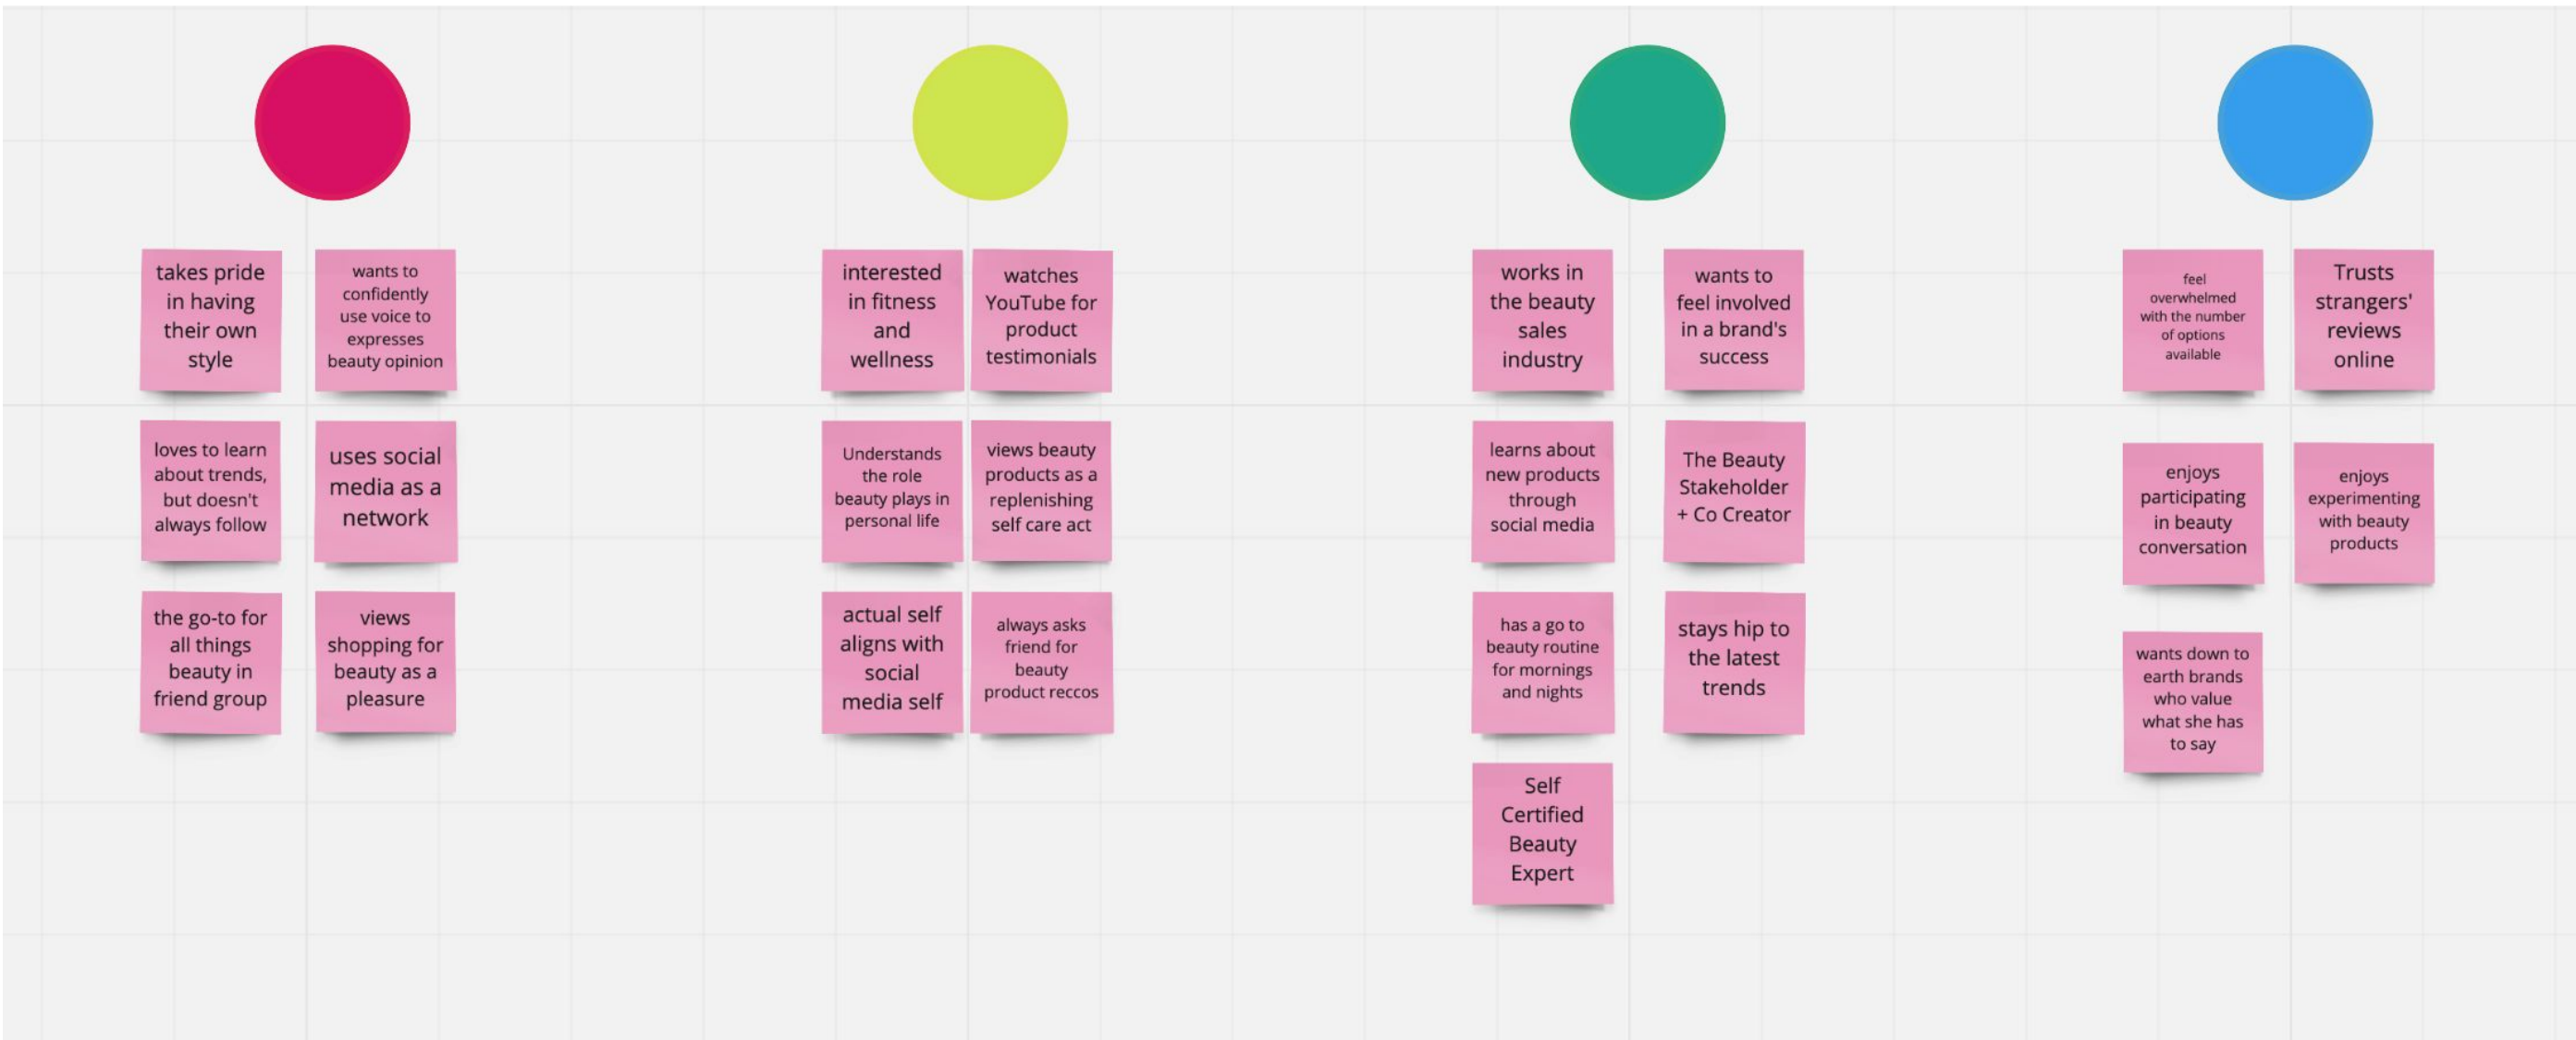 takes pride
in having
their own
style
wants to
confidently
use voice to
expresses
beauty opinion
loves to learn
about trends,
but doesn't
always follow
uses social
media as a
network
the go-to for
all things
beauty in
friend group
views
shopping for
beauty as a
pleasure
interested
in fitness
and
wellness
watches
YouTube for
product
testimonials
Understands
the role
beauty plays in
personal life
views beauty
products as a
replenishing
self care act
actual self
aligns with
social
media self
always asks
friend for
beauty
product reccos
works in
the beauty
sales
industry
wants to
feel involved
in a brand's
success
learns about
new products
through
social media
The Beauty
Stakeholder
+ Co Creator
has a go to
beauty routine
for mornings
and nights
stays hip to
the latest
trends
Self
Certified
Beauty
Expert
feel
overwhelmed
with the number
of options
available
Trusts
strangers'
reviews
online
enjoys
participating
in beauty
conversation
enjoys
experimenting
with beauty
products
wants down to
earth brands
who value
what she has
to say